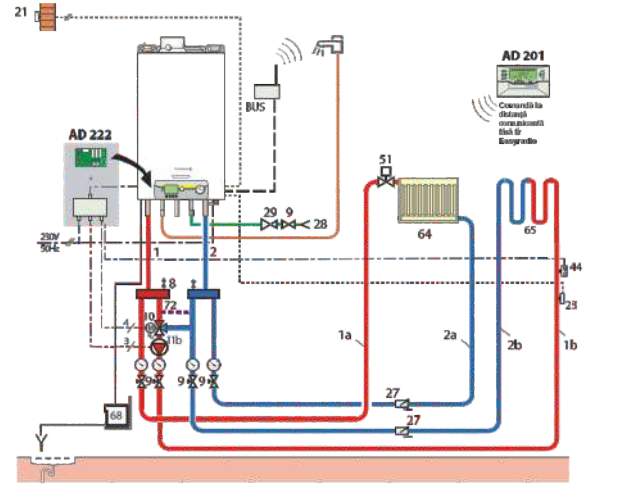 21
AD 201
BUS
Comandă la
distanţă
comunicantă
fără fir
Easyradio
AD 222
51
29 9
28
64
65
230V
50Hz
1
2
44
23
8
72
10
4
3
11b
1a
2a
2b
1b
9
9
9
27
27
68